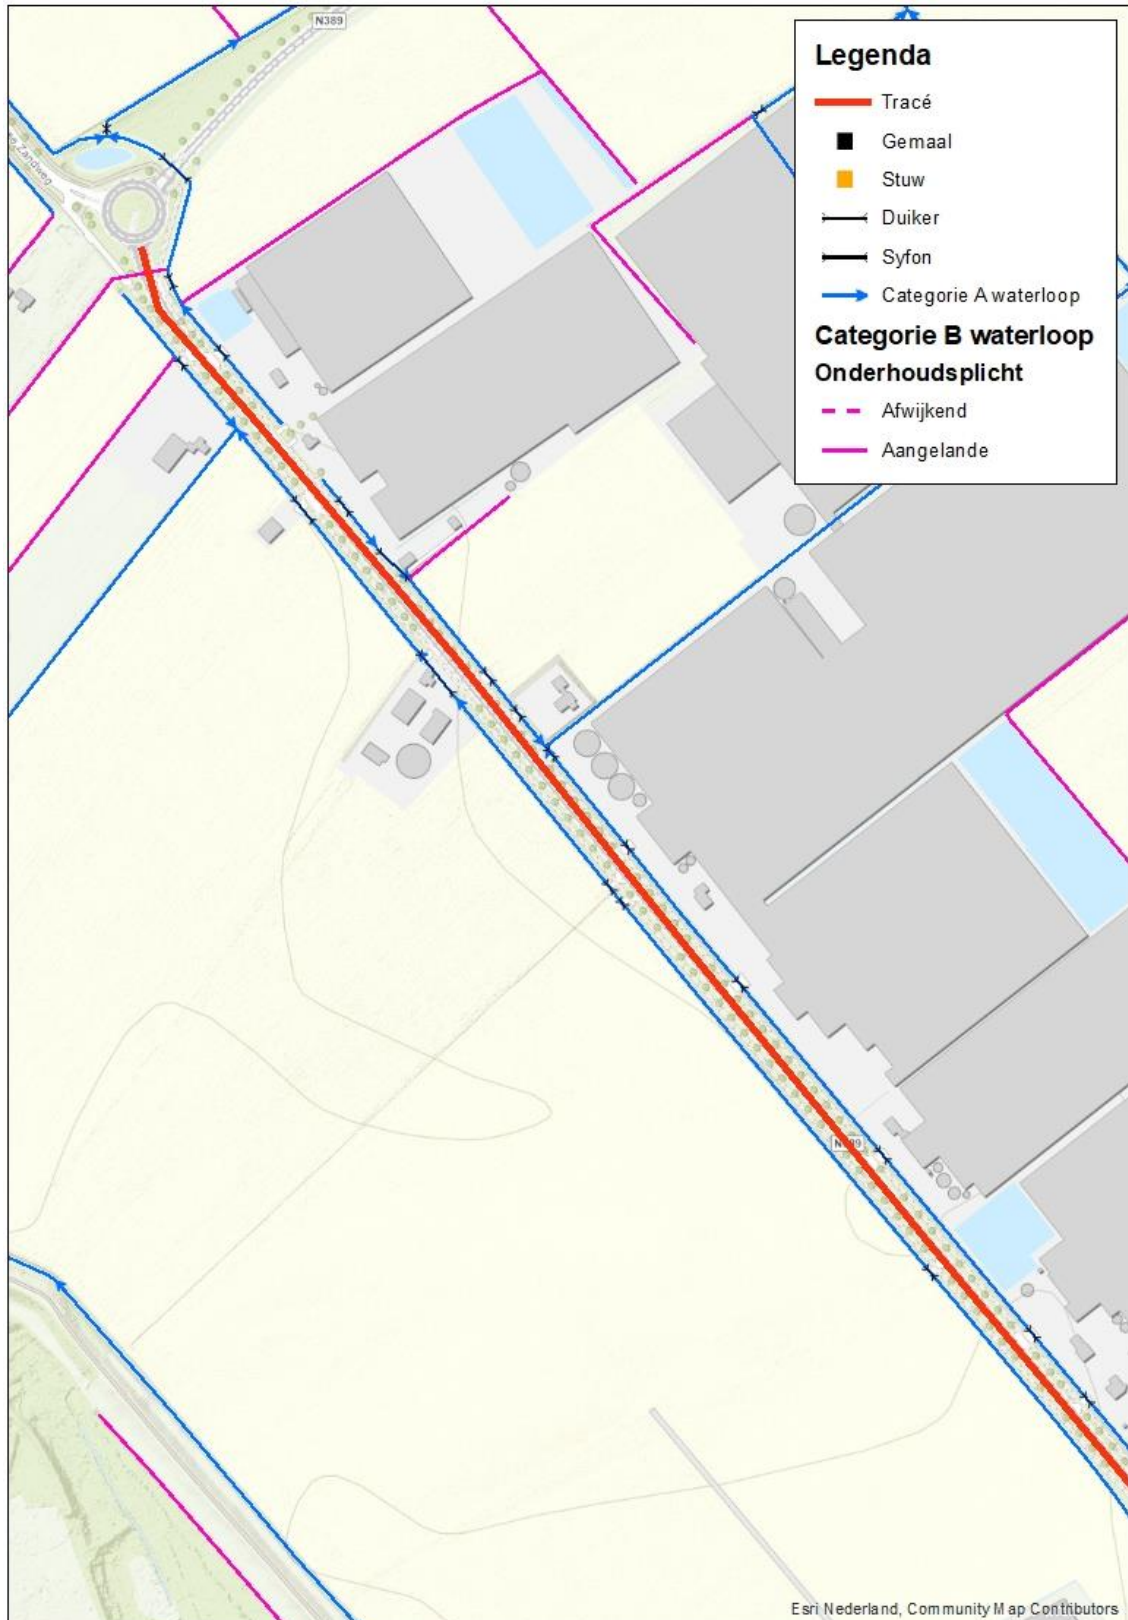 N389
Zandweg
Legenda
Tracé
Gemaal
Stuw
Duiker
Syfon
Categorie A waterloop
Categorie B waterloop
Onderhoudsplicht
Afwijkend
Aangelande
Esri Nederland, Community Map Contributors